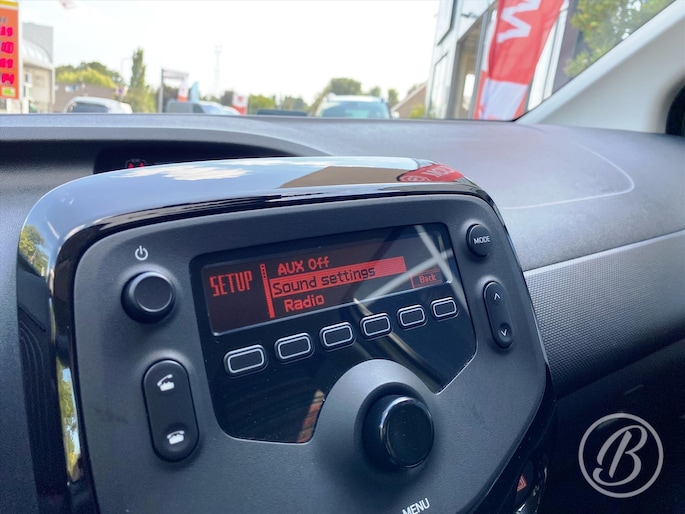 SETUP
AUX Off
Sound settings
Radio
Back
MODE
MENU
B